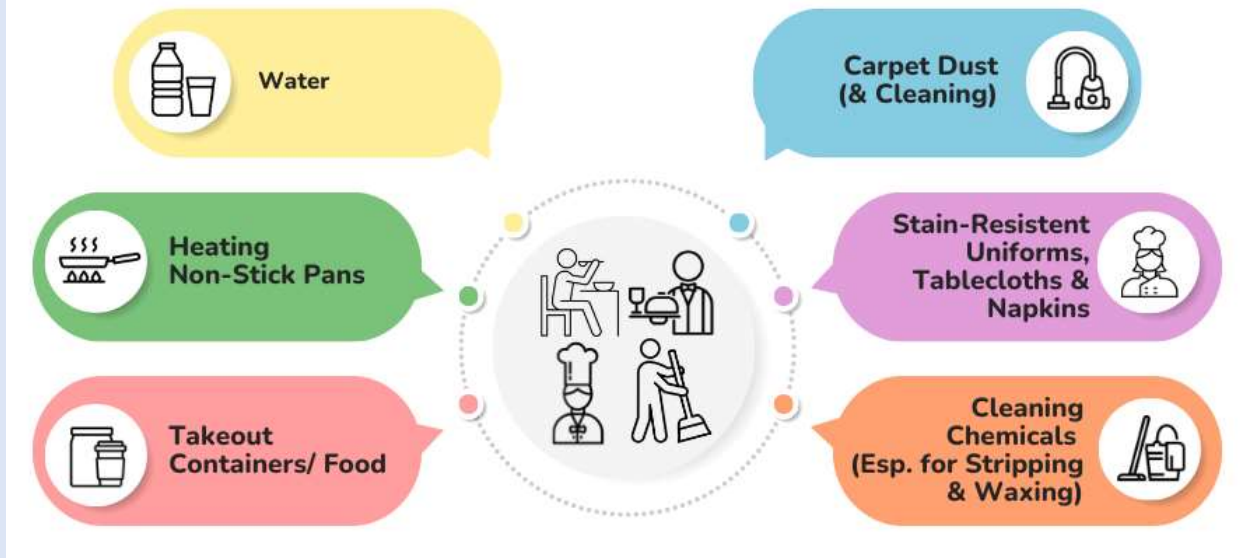 Water
Carpet Dust
(& Cleaning)
Heating
Non-Stick Pans
Stain-Resistent
Uniforms,
Tablecloths &
Napkins
Takeout
Containers/ Food
Cleaning
Chemicals
(Esp. for Stripping
& Waxing)